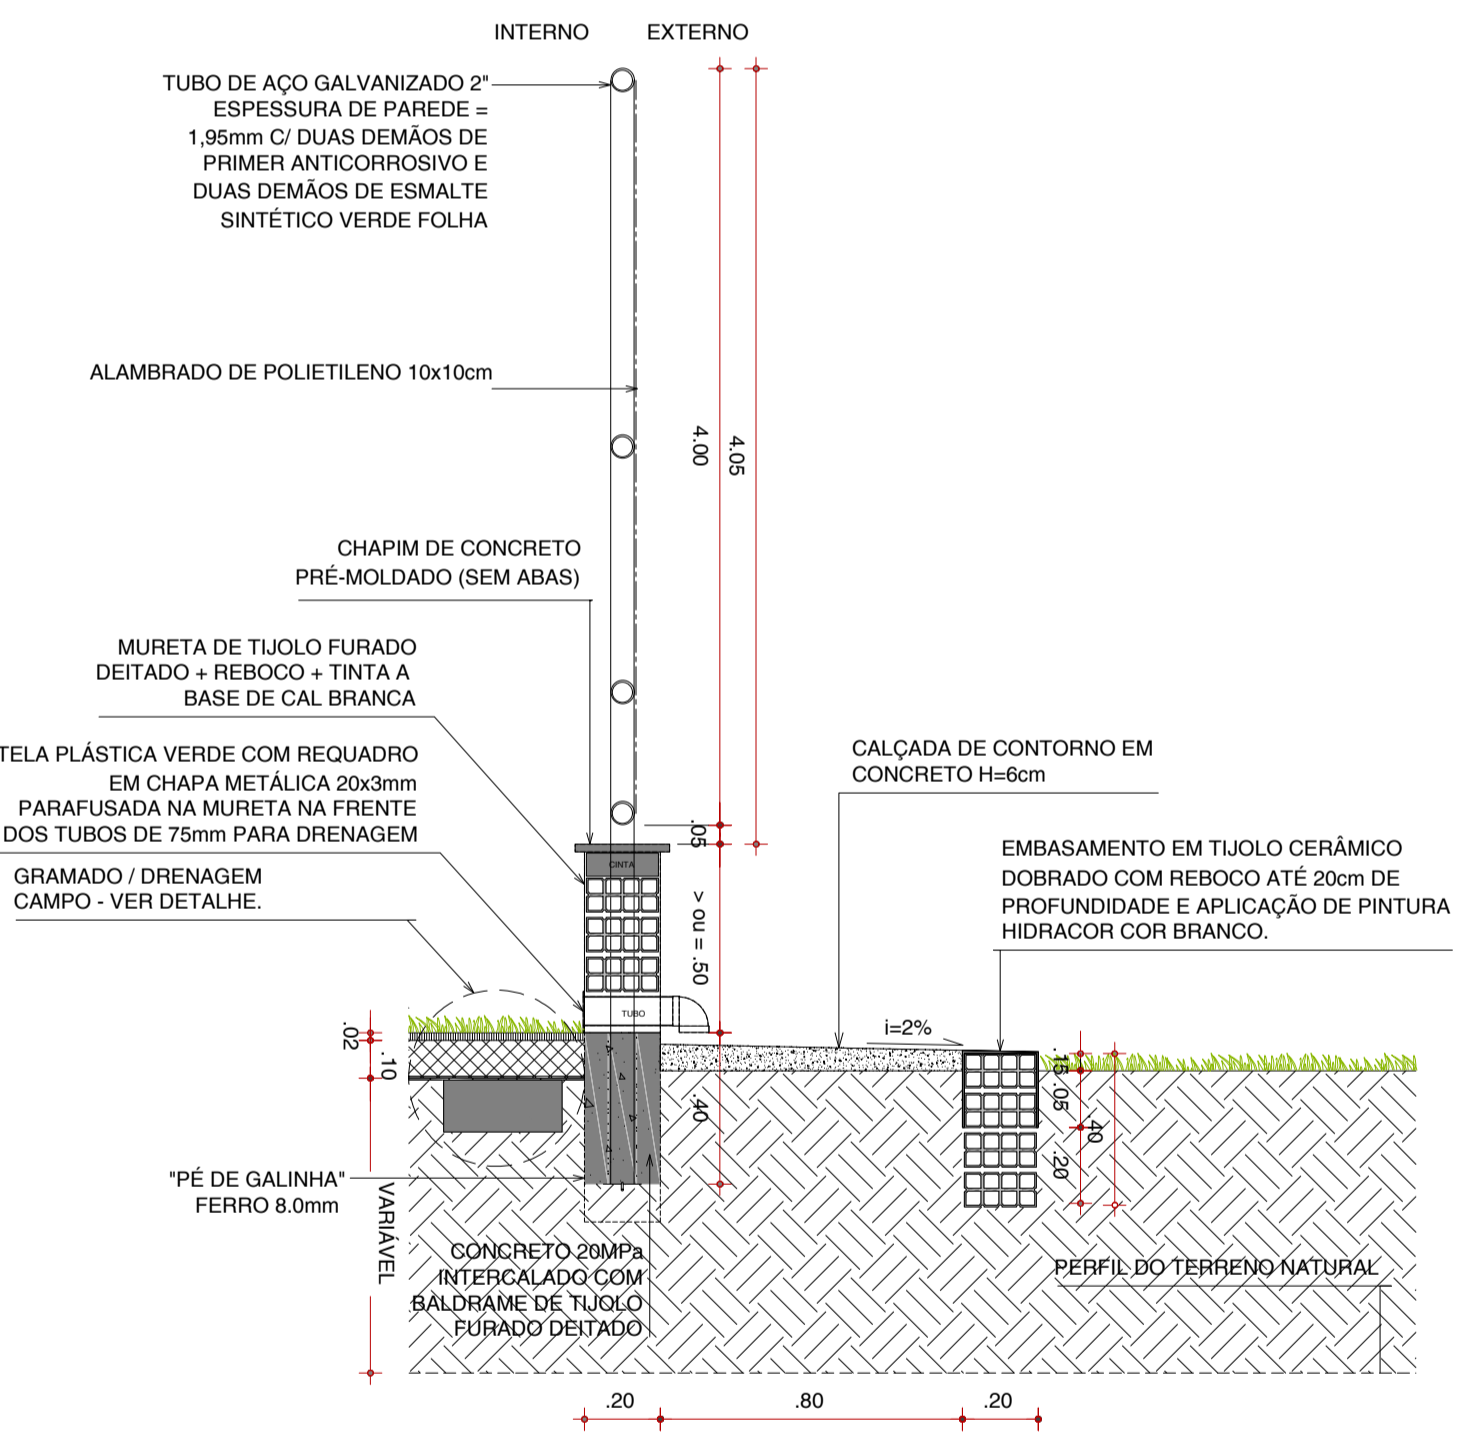 INTERNO
EXTERNO
TUBO DE AÇO GALVANIZADO 2"
ESPESSURA DE PAREDE =
1,95mm C/ DUAS DEMÃOS DE
PRIMER ANTICORROSIVO E
DUAS DEMÃOS DE ESMALTE
SINTÉTICO VERDE FOLHA
ALAMBRADO DE POLIETILENO 10x10cm
4.00
4.05
CHAPIM DE CONCRETO
PRÉ-MOLDADO (SEM ABAS)
MURETA DE TIJOLO FURADO
DEITADO + REBOCO + TINTA A
BASE DE CAL BRANCA
TELA PLÁSTICA VERDE COM REQUADRO
EM CHAPA METÁLICA 20x3mm
PARAFUSADA NA MURETA NA FRENTE
DOS TUBOS DE 75mm PARA DRENAGEM
GRAMADO / DRENAGEM
CAMPO - VER DETALHE.
CALÇADA DE CONTORNO EM
CONCRETO H=6cm
EMBASAMENTO EM TIJOLO CERÂMICO
DOBRADO COM REBOCO ATÉ 20cm DE
PROFUNDIDADE E APLICAÇÃO DE PINTURA
HIDRACOR COR BRANCO.
.05
CINTA
> ou = .50
TUBO
i=2%
.02
.10
.40
.15
.05
.40
.20
"PÉ DE GALINHA"
FERRO 8.0mm
VARIÁVEL
CONCRETO 20MPa
INTERCALADO COM
BALDRAME DE TIJOLO
FURADO DEITADO
PERFIL DO TERRENO NATURAL
.20
.80
.20